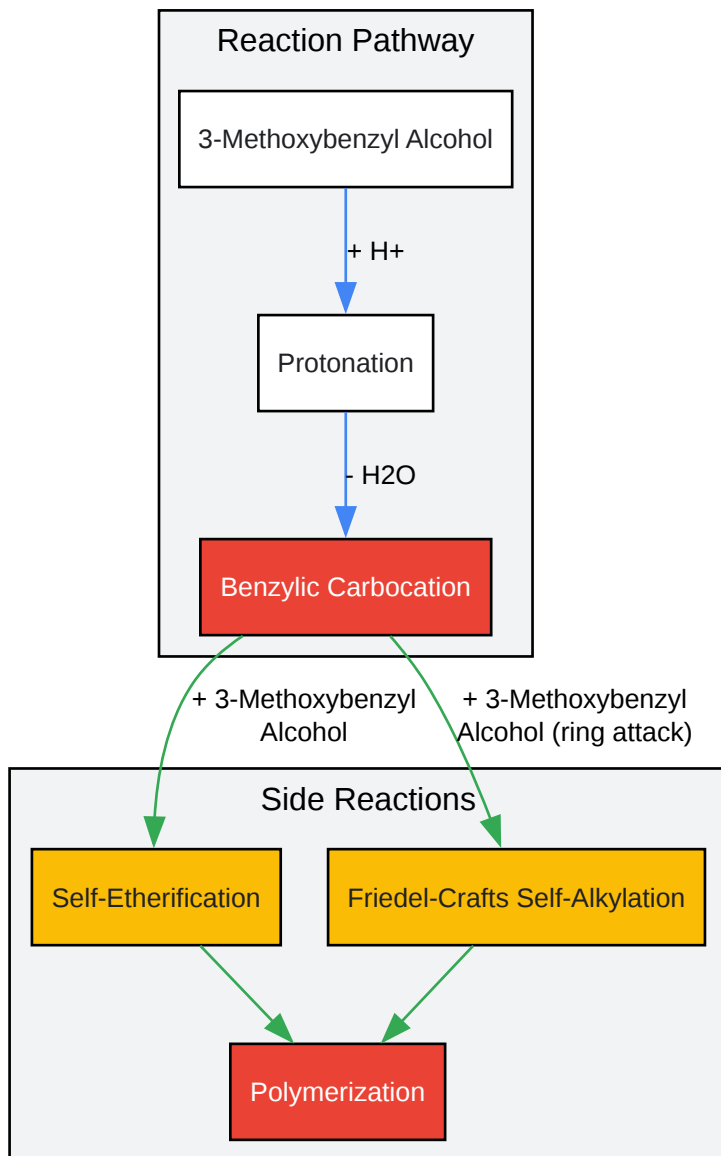 Reaction Pathway
3-Methoxybenzyl Alcohol
+ H+
Protonation
- H2O
Benzylic Carbocation
+ 3-Methoxybenzyl
Alcohol
+ 3-Methoxybenzyl
Alcohol (ring attack)
Side Reactions
Self-Etherification
Friedel-Crafts Self-Alkylation
Polymerization